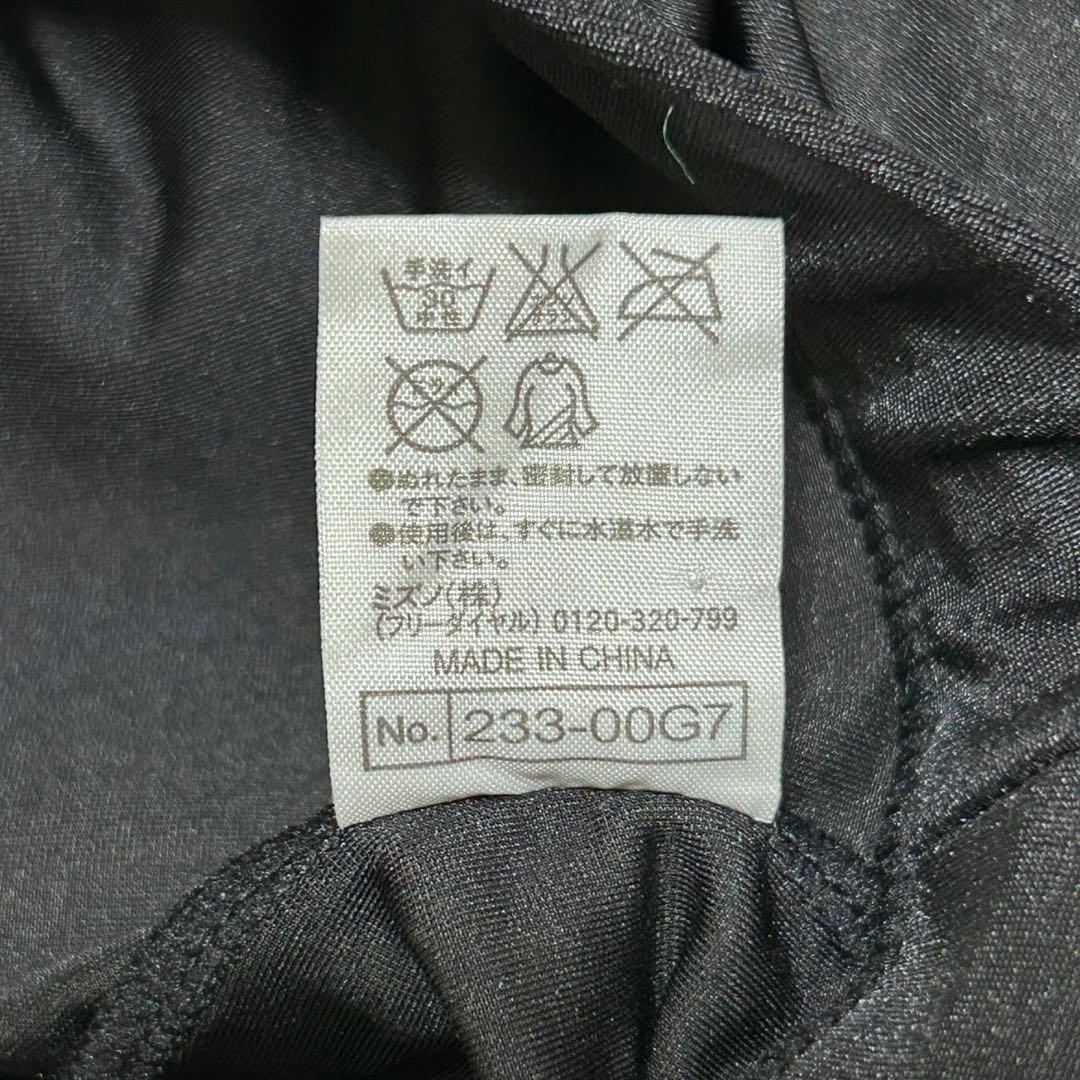 手洗イ
30
中性
ドライ
●ぬれたまま、密封して放置しない
で下さい。
●使用後は、すぐに水道水で手洗
い下さい。
ミズノ(株)
(フリーダイヤル) 0120-320-799
MADE IN CHINA
No. 233-00G7